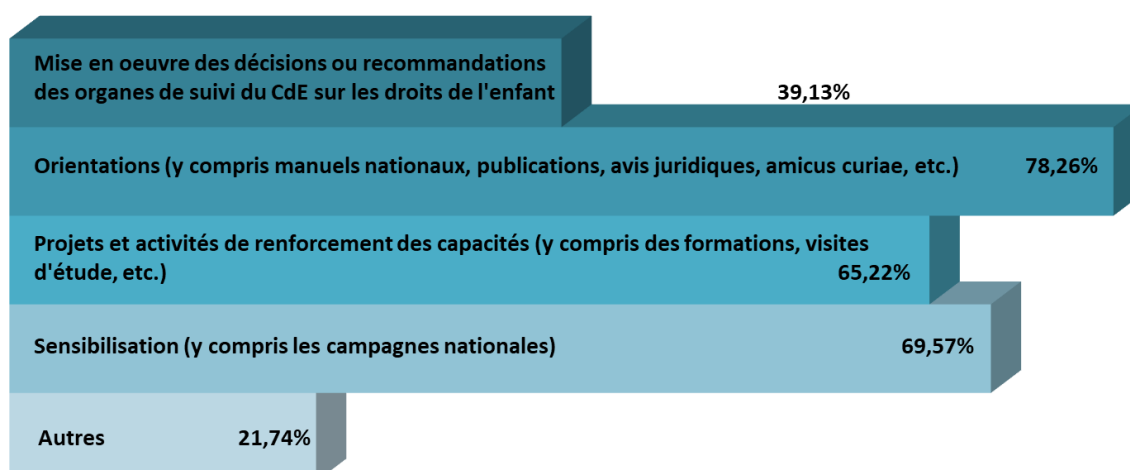 Mise en oeuvre des décisions ou recommandations
des organes de suivi du CdE sur les droits de l'enfant 39,13%
Orientations (y compris manuels nationaux, publications, avis juridiques, amicus curiae, etc.) 78,26%
Projets et activités de renforcement des capacités (y compris des formations, visites
d'étude, etc.) 65,22%
Sensibilisation (y compris les campagnes nationales) 69,57%
Autres 21,74%